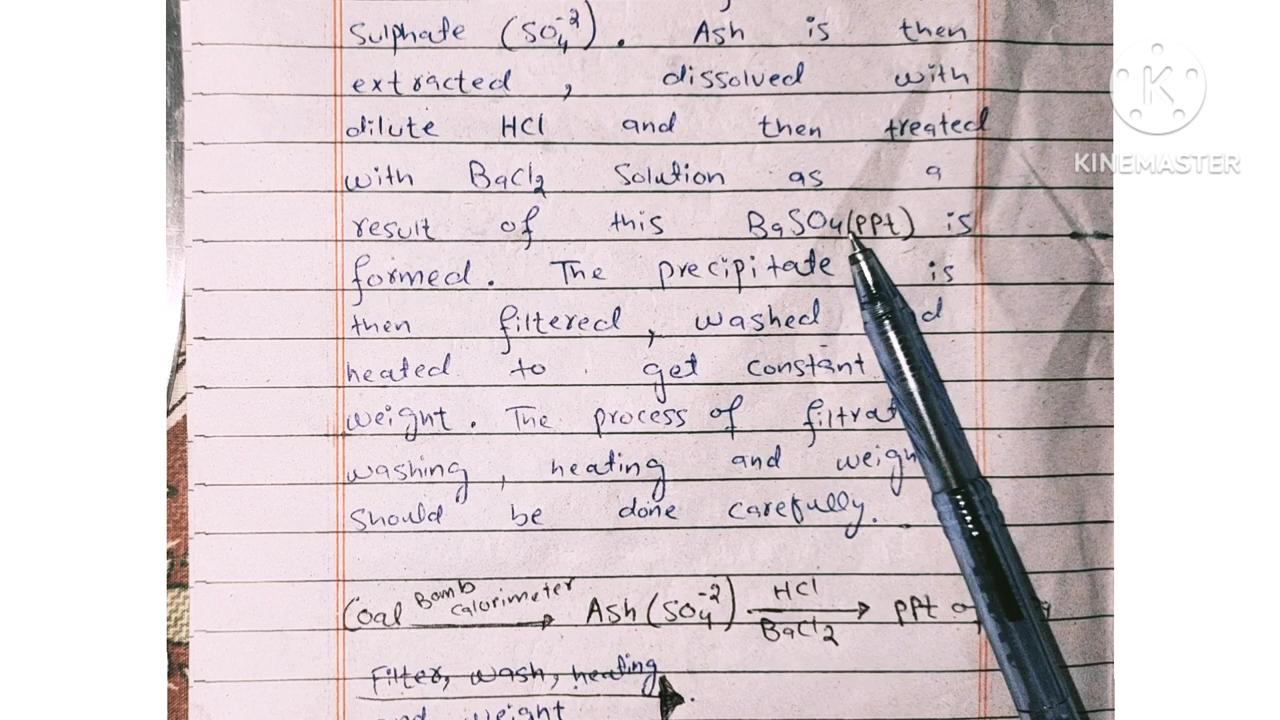 Sulphate (SO4^-2). Ash is then
extracted, dissolved with
dilute HCl and then treated
with BaCl2 Solution as a
result of this BaSO4(ppt) is
formed. The precipitate is
then filtered, washed
heated to get constant
weight. The process of
washing, heating and
should be done carefully.
Coal Bomb Calorimeter → Ash (SO4^-2) HCl BaCl2 → ppt
Filter, wash, heating
weight
K
KINEMASTER